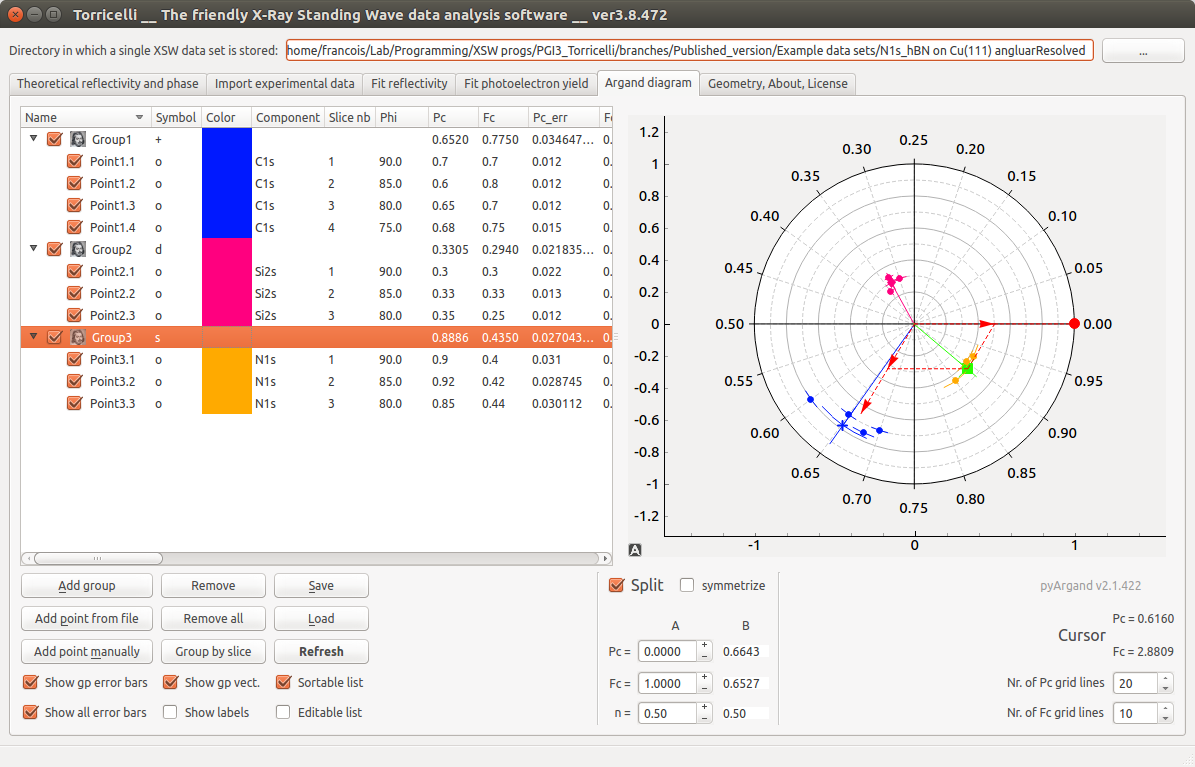 Torricelli __ The friendly X-Ray Standing Wave data analysis software __ ver3.8.472
Directory in which a single XSW data set is stored: home/francois/Lab/Programming/XSW progs/PGI3_Torricelli/branches/Published_version/Example data sets/N1s_hBN on Cu(111) angluarResolved ...
Theoretical reflectivity and phase Import experimental data Fit reflectivity Fit photoelectron yield Argand diagram Geometry, About, License
Name Symbol Color Component Slice nb Phi Pc Fc Pc_err
Group1 + 0.6520 0.7750 0.034647... 0.
Point1.1 o C1s 1 90.0 0.7 0.7 0.012 0.
Point1.2 o C1s 2 85.0 0.6 0.8 0.012 0.
Point1.3 o C1s 3 80.0 0.65 0.7 0.012 0.
Point1.4 o C1s 4 75.0 0.68 0.75 0.015 0.
Group2 d 0.3305 0.2940 0.021835... 0.
Point2.1 o Si2s 1 90.0 0.3 0.3 0.022 0.
Point2.2 o Si2s 2 85.0 0.33 0.33 0.013 0.
Point2.3 o Si2s 3 80.0 0.35 0.25 0.013 0.
Group3 s 0.8886 0.4350 0.027043... 0.
Point3.1 o N1s 1 90.0 0.9 0.4 0.031 0.
Point3.2 o N1s 2 85.0 0.92 0.42 0.028745 0.
Point3.3 o N1s 3 80.0 0.85 0.44 0.030112 0.
1.2
1
0.8
0.6
0.4
0.2
0
-0.2
-0.4
-0.6
-0.8
-1
-1.2
-1 0 1
0.25
0.30 0.20
0.35 0.15
0.40 0.10
0.45 0.05
0.50 0.00
0.55 0.95
0.60 0.90
0.65 0.85
0.70 0.80
0.75
A
Add group Remove Save
Add point from file Remove all Load
Add point manually Group by slice Refresh
Show gp error bars Show gp vect. Sortable list
Show all error bars Show labels Editable list
Split symmetrize
A B
Pc = 0.0000 0.6643
Fc = 1.0000 0.6527
n = 0.50 0.50
pyArgand v2.1.422
Pc = 0.6160
Cursor
Fc = 2.8809
Nr. of Pc grid lines 20
Nr. of Fc grid lines 10